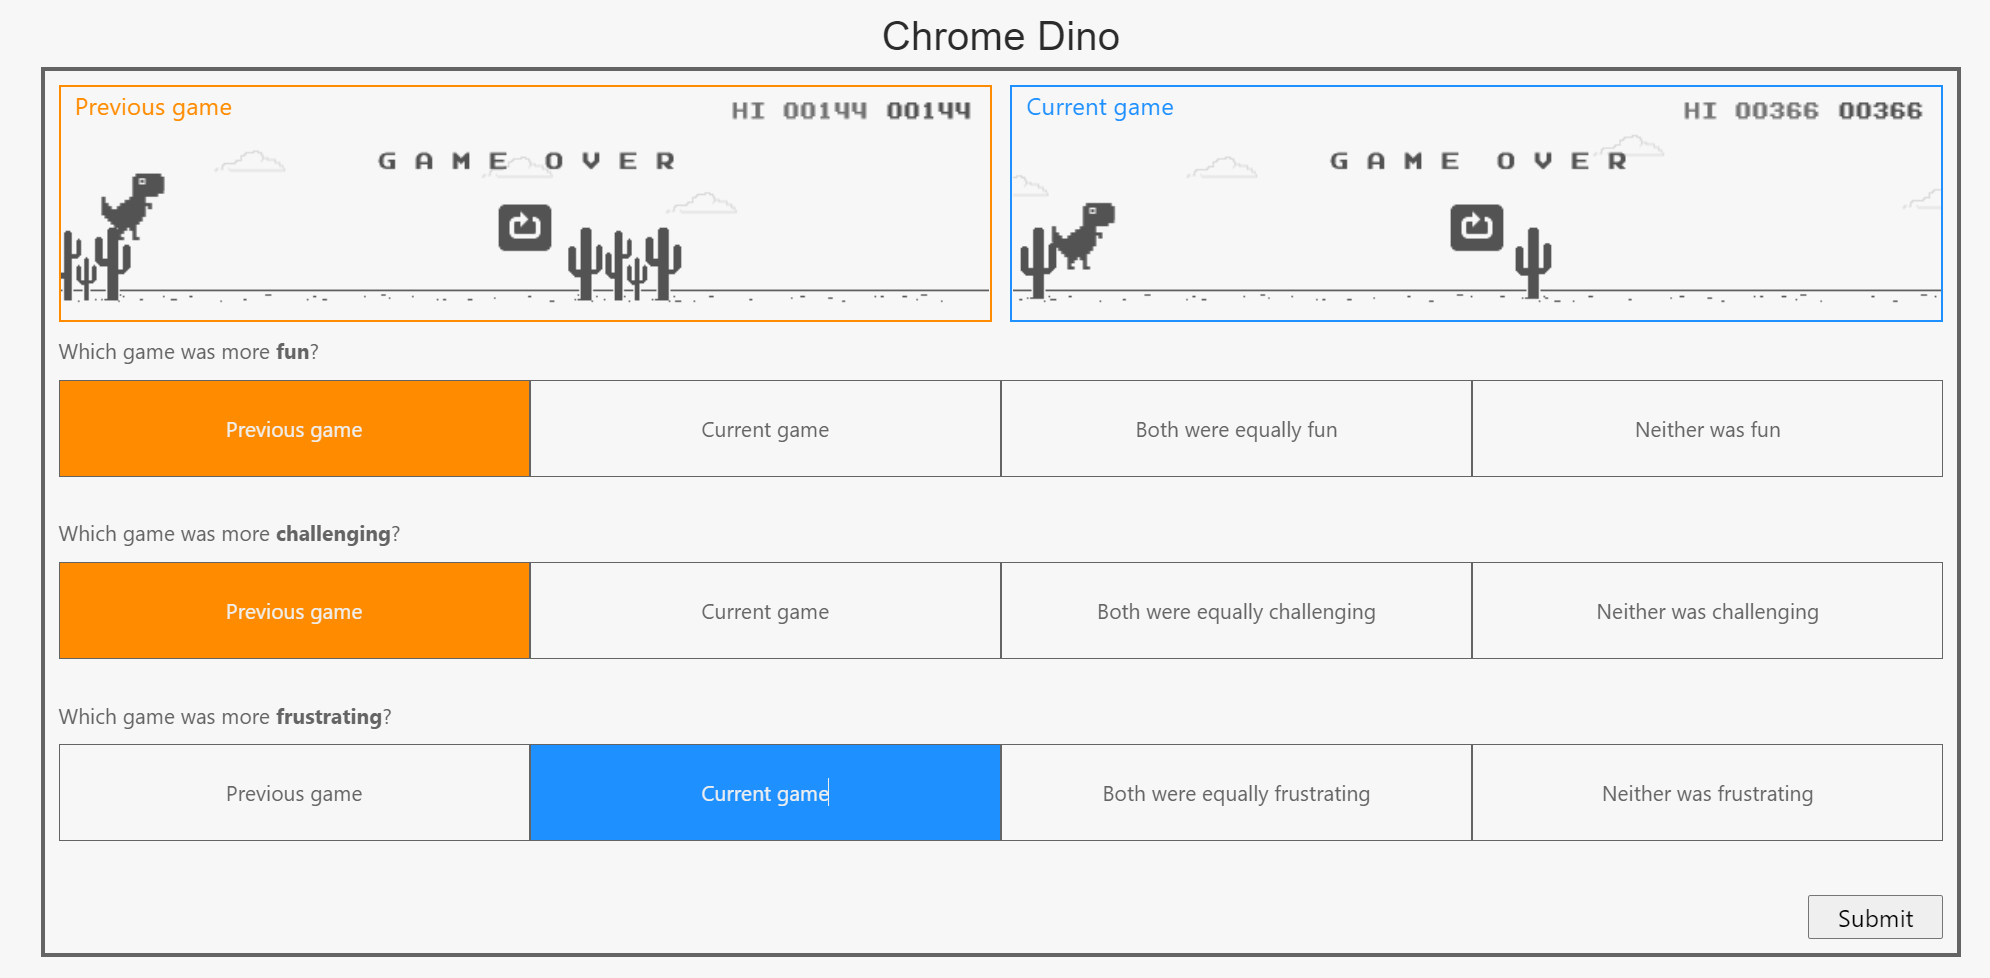 Chrome Dino
Previous game
HI 00144 00144
GAME OVER
Current game
HI 00366 00366
GAME OVER
Which game was more fun?
Previous game
Current game
Both were equally fun
Neither was fun
Which game was more challenging?
Previous game
Current game
Both were equally challenging
Neither was challenging
Which game was more frustrating?
Previous game
Current game
Both were equally frustrating
Neither was frustrating
Submit